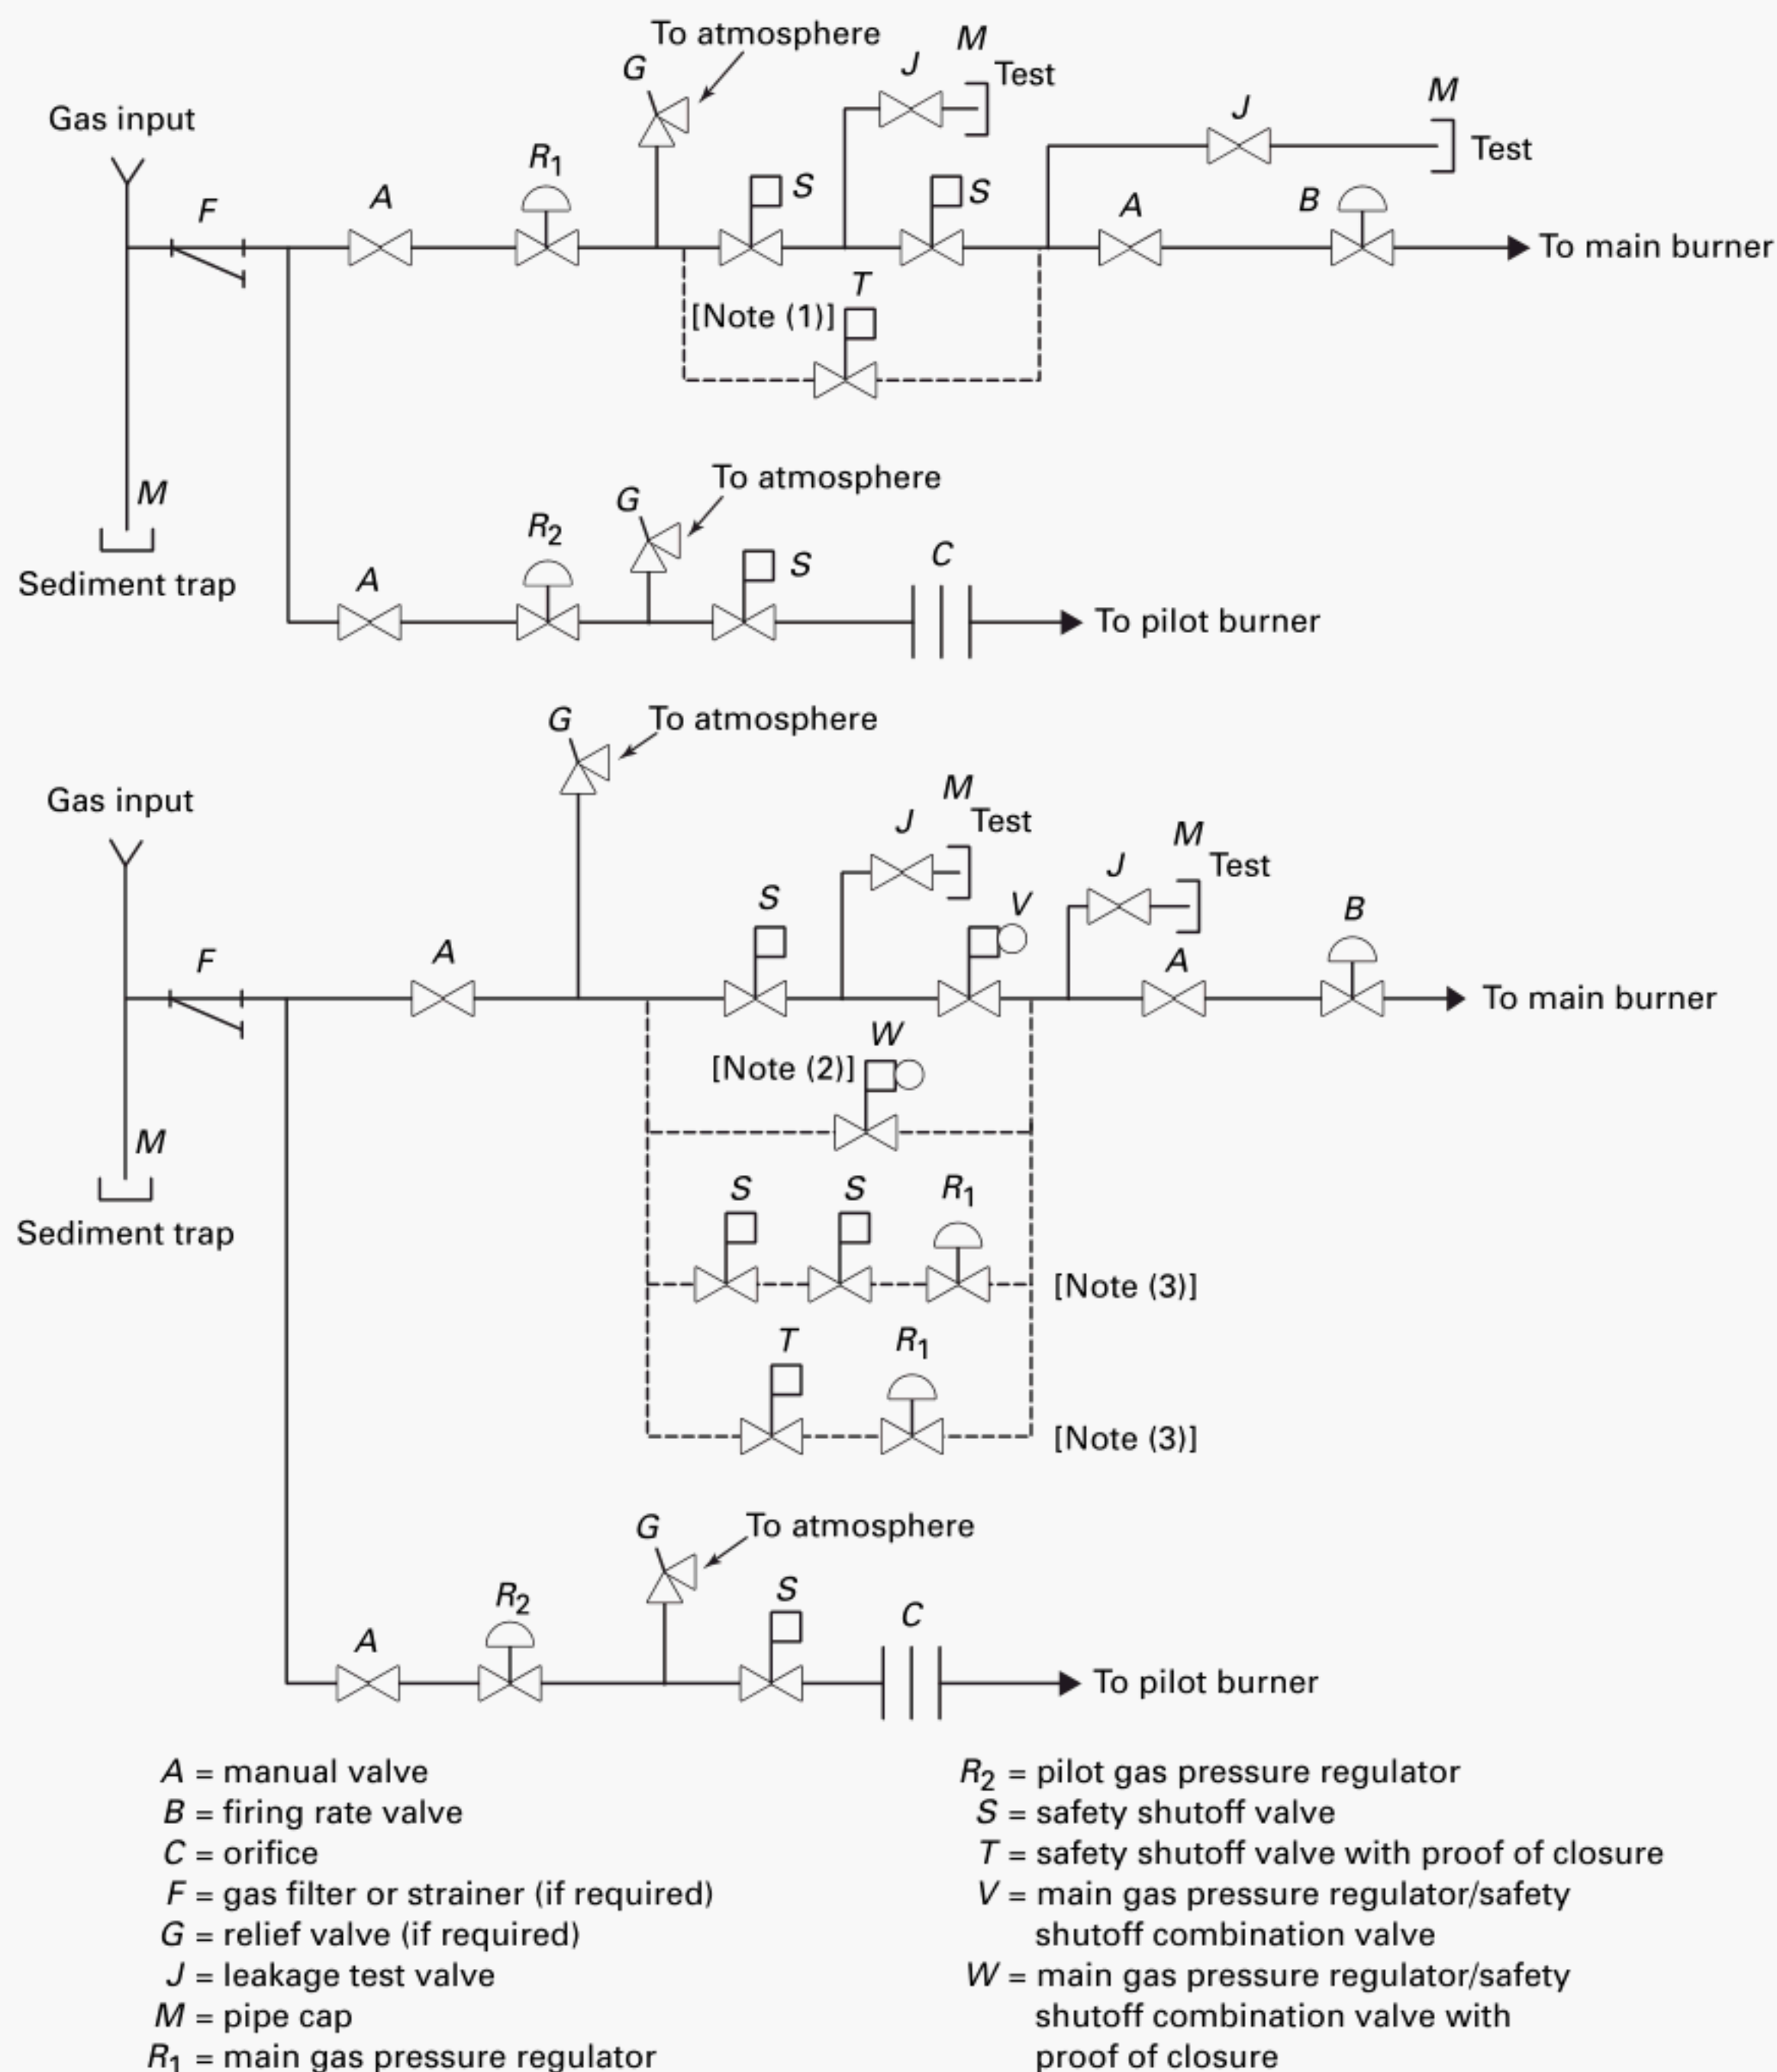 To atmosphere
G
J
M
Test
Gas input
F
A
R1
S
S
J
M
Test
A
B
To main burner
[Note (1)]
T
M
Sediment trap
To atmosphere
G
A
R2
S
C
To pilot burner
G
To atmosphere
Gas input
F
A
S
J
M
Test
V
J
M
Test
A
B
To main burner
[Note (2)]
W
S
S
R1
[Note (3)]
T
R1
[Note (3)]
M
Sediment trap
G
To atmosphere
A
R2
S
C
To pilot burner
A = manual valve
B = firing rate valve
C = orifice
F = gas filter or strainer (if required)
G = relief valve (if required)
J = leakage test valve
M = pipe cap
R1 = main gas pressure regulator
R2 = pilot gas pressure regulator
S = safety shutoff valve
T = safety shutoff valve with proof of closure
V = main gas pressure regulator/safety
shutoff combination valve
W = main gas pressure regulator/safety
shutoff combination valve with
proof of closure